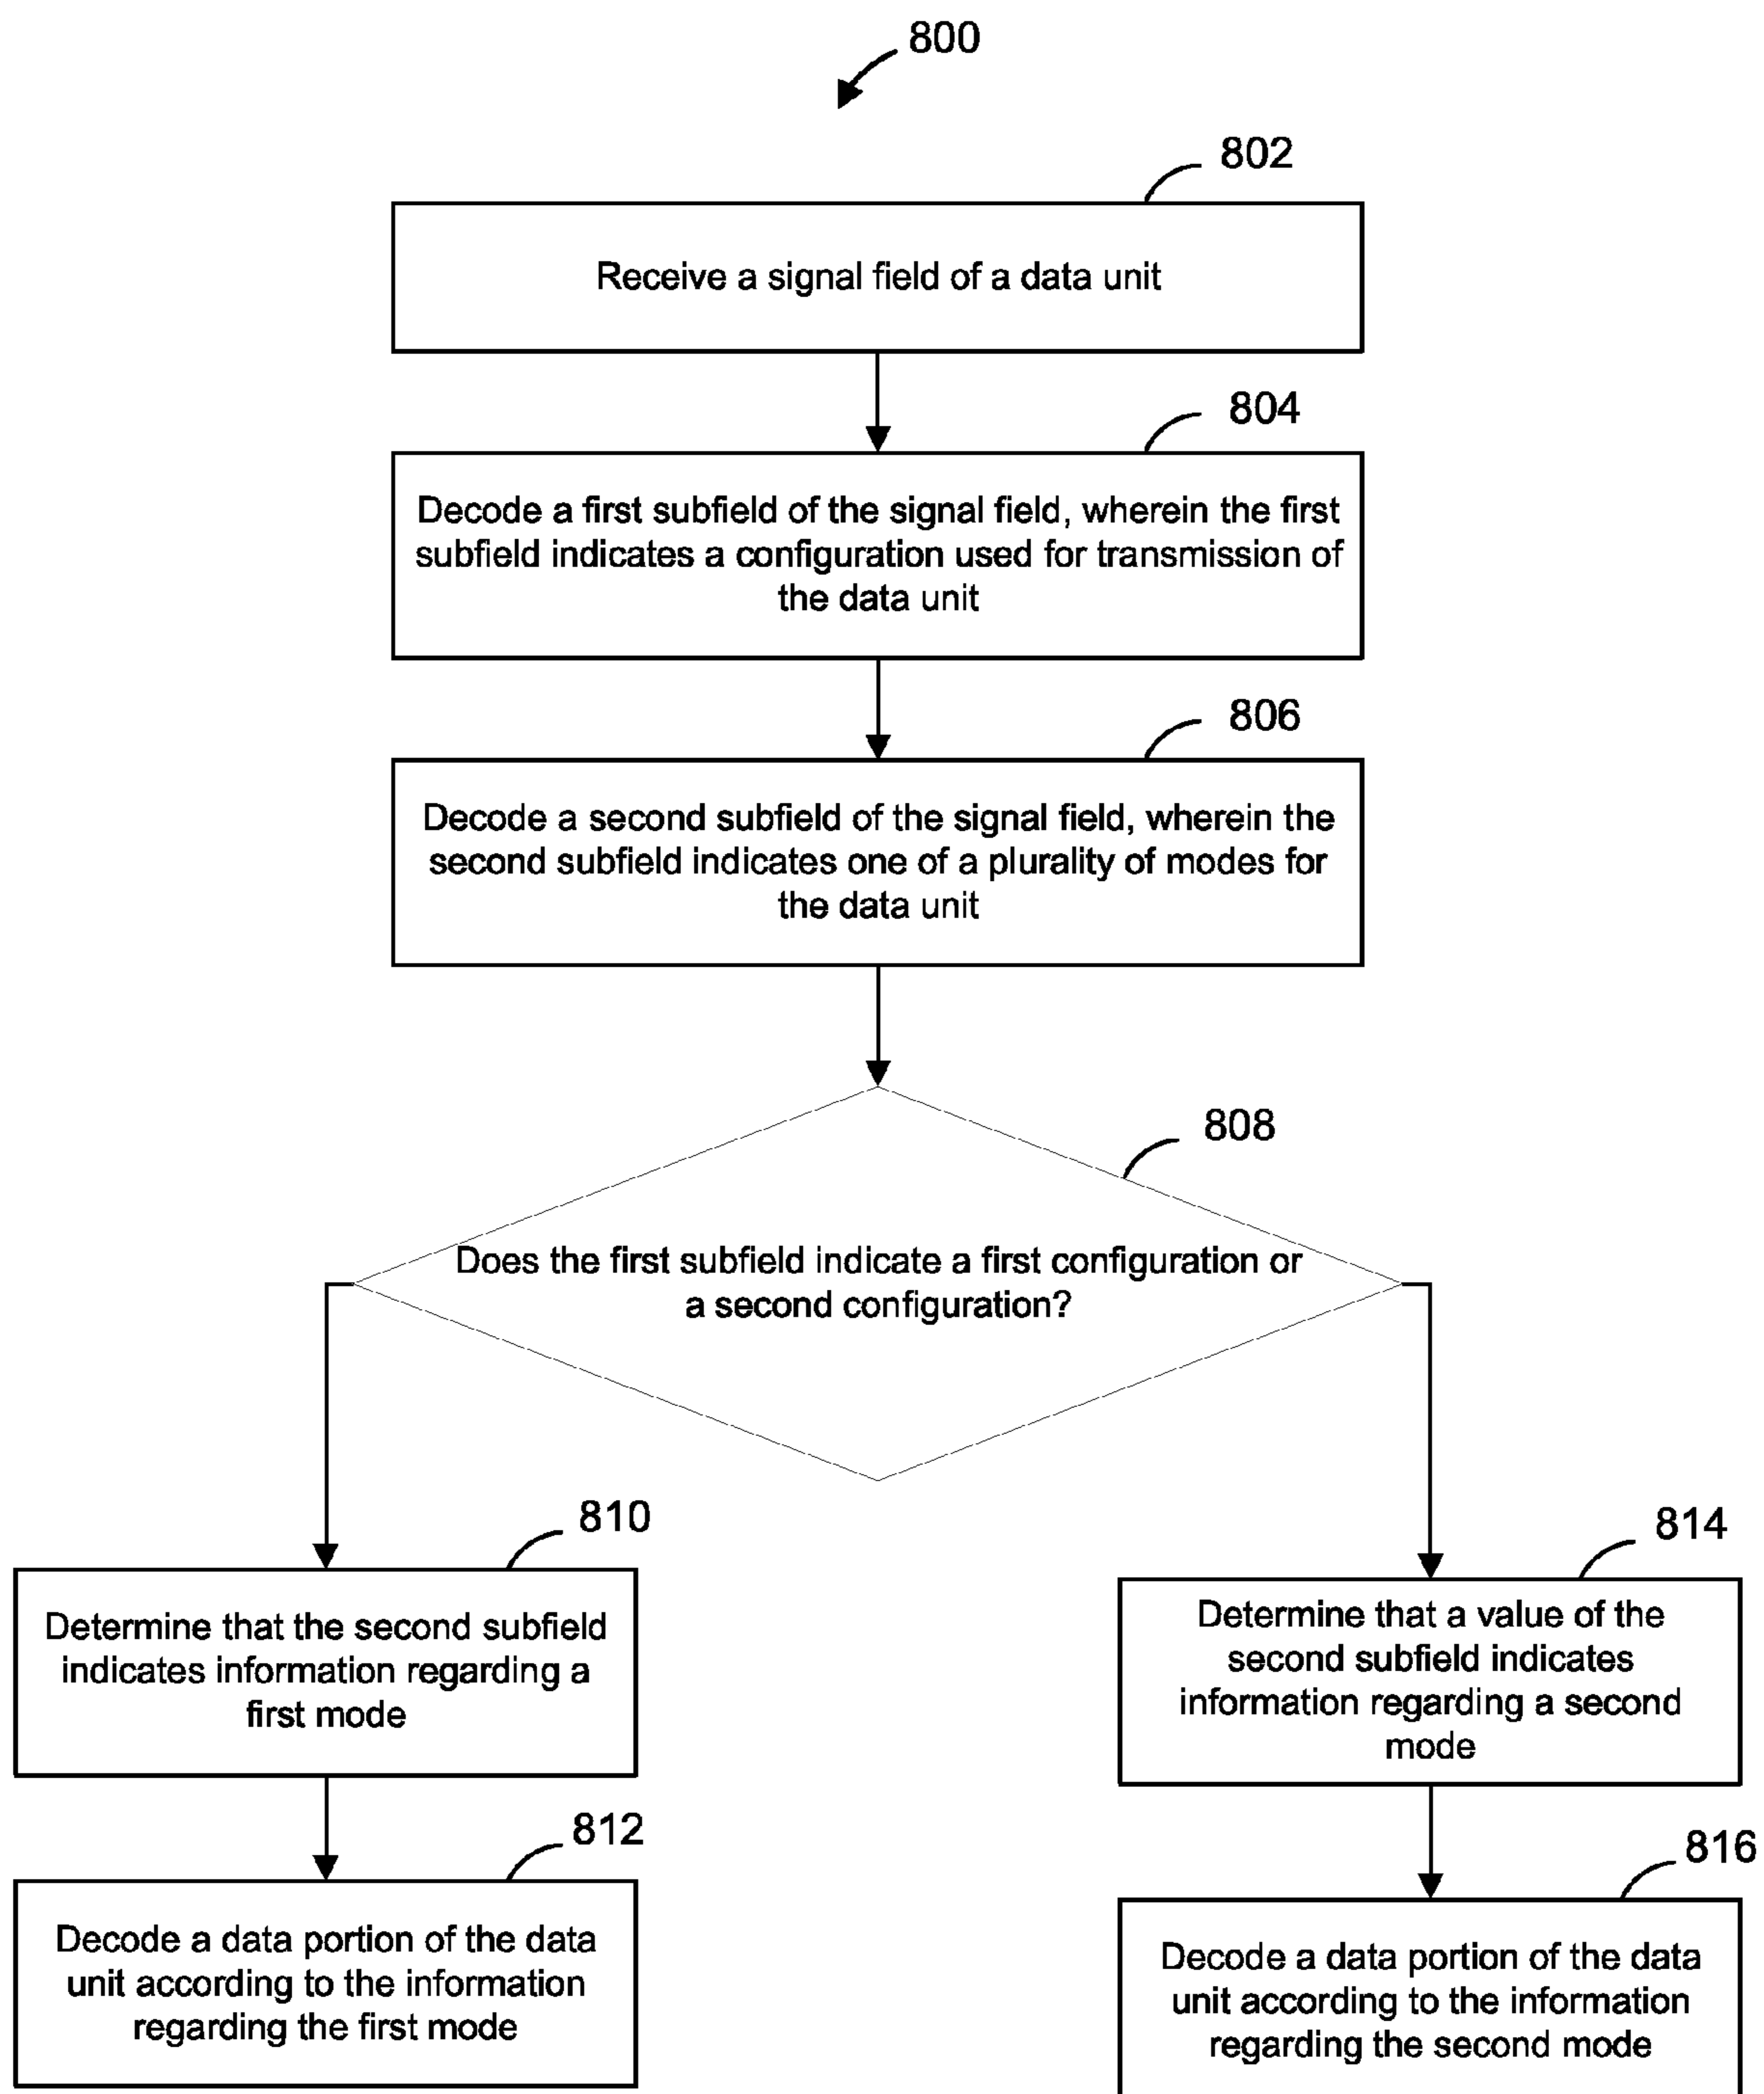 800
802
Receive a signal field of a data unit
804
Decode a first subfield of the signal field, wherein the first
subfield indicates a configuration used for transmission of
the data unit
806
Decode a second subfield of the signal field, wherein the
second subfield indicates one of a plurality of modes for
the data unit
808
Does the first subfield indicate a first configuration or
a second configuration?
810
Determine that the second subfield
indicates information regarding a
first mode
812
Decode a data portion of the data
unit according to the information
regarding the first mode
814
Determine that a value of the
second subfield indicates
information regarding a second
mode
816
Decode a data portion of the data
unit according to the information
regarding the second mode